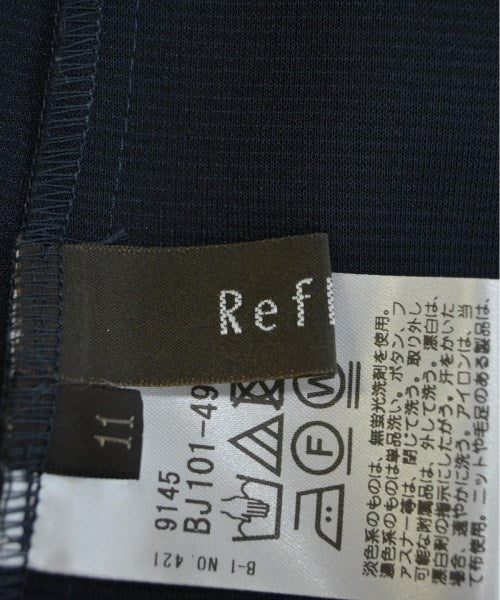 Ref
11
9145
BJ101-49
B-1 NO. 421
W
F
淡色系のものは、無蛍光洗剤を使用。
濃色系のものは単品洗い。ボタン、フ
ァスナー等は、閉じて洗う。取り外し
可能な附属品は、外して洗う。漂白は、
漂白剤の指示にしたがう。汗をかいた
場合、速やかに洗う。アイロンは、当
て布使用。ニットや毛足のあるもの